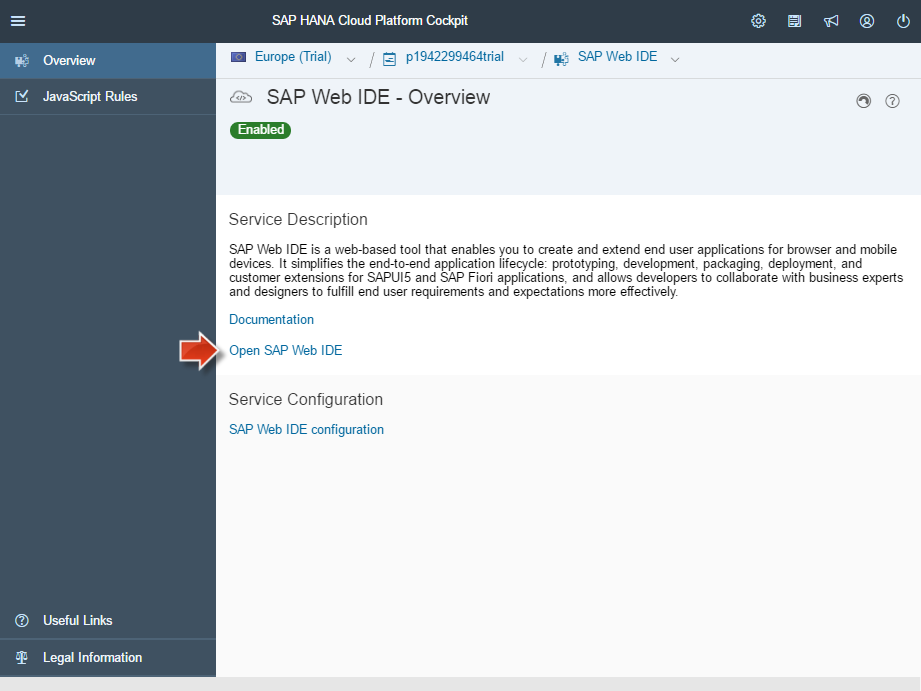 SAP HANA Cloud Platform Cockpit
Overview
JavaScript Rules
Europe (Trial) / p1942299464trial / SAP Web IDE
SAP Web IDE - Overview
Enabled
Service Description
SAP Web IDE is a web-based tool that enables you to create and extend end user applications for browser and mobile
devices. It simplifies the end-to-end application lifecycle: prototyping, development, packaging, deployment, and
customer extensions for SAPUI5 and SAP Fiori applications, and allows developers to collaborate with business experts
and designers to fulfill end user requirements and expectations more effectively.
Documentation
Open SAP Web IDE
Service Configuration
SAP Web IDE configuration
Useful Links
Legal Information